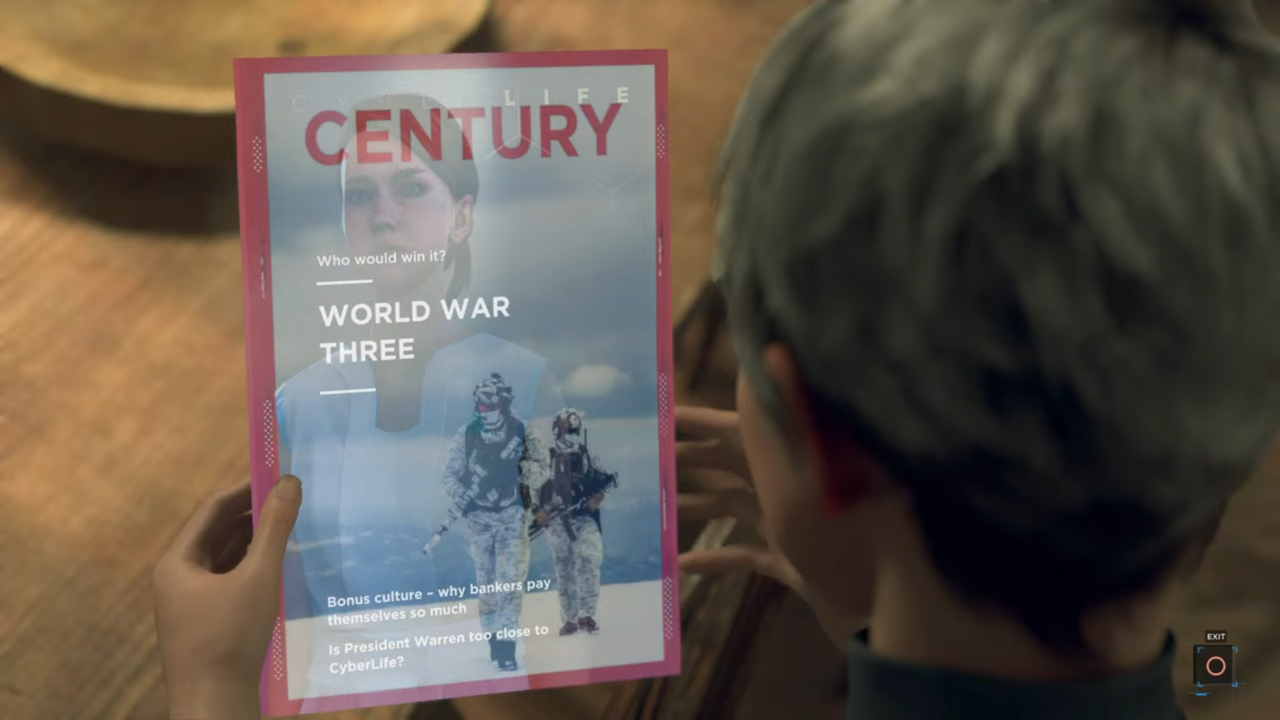 CYBERLIFE
CENTURY
Who would win it?
WORLD WAR
THREE
Bonus culture – why bankers pay
themselves so much
Is President Warren too close to
CyberLife?
EXIT